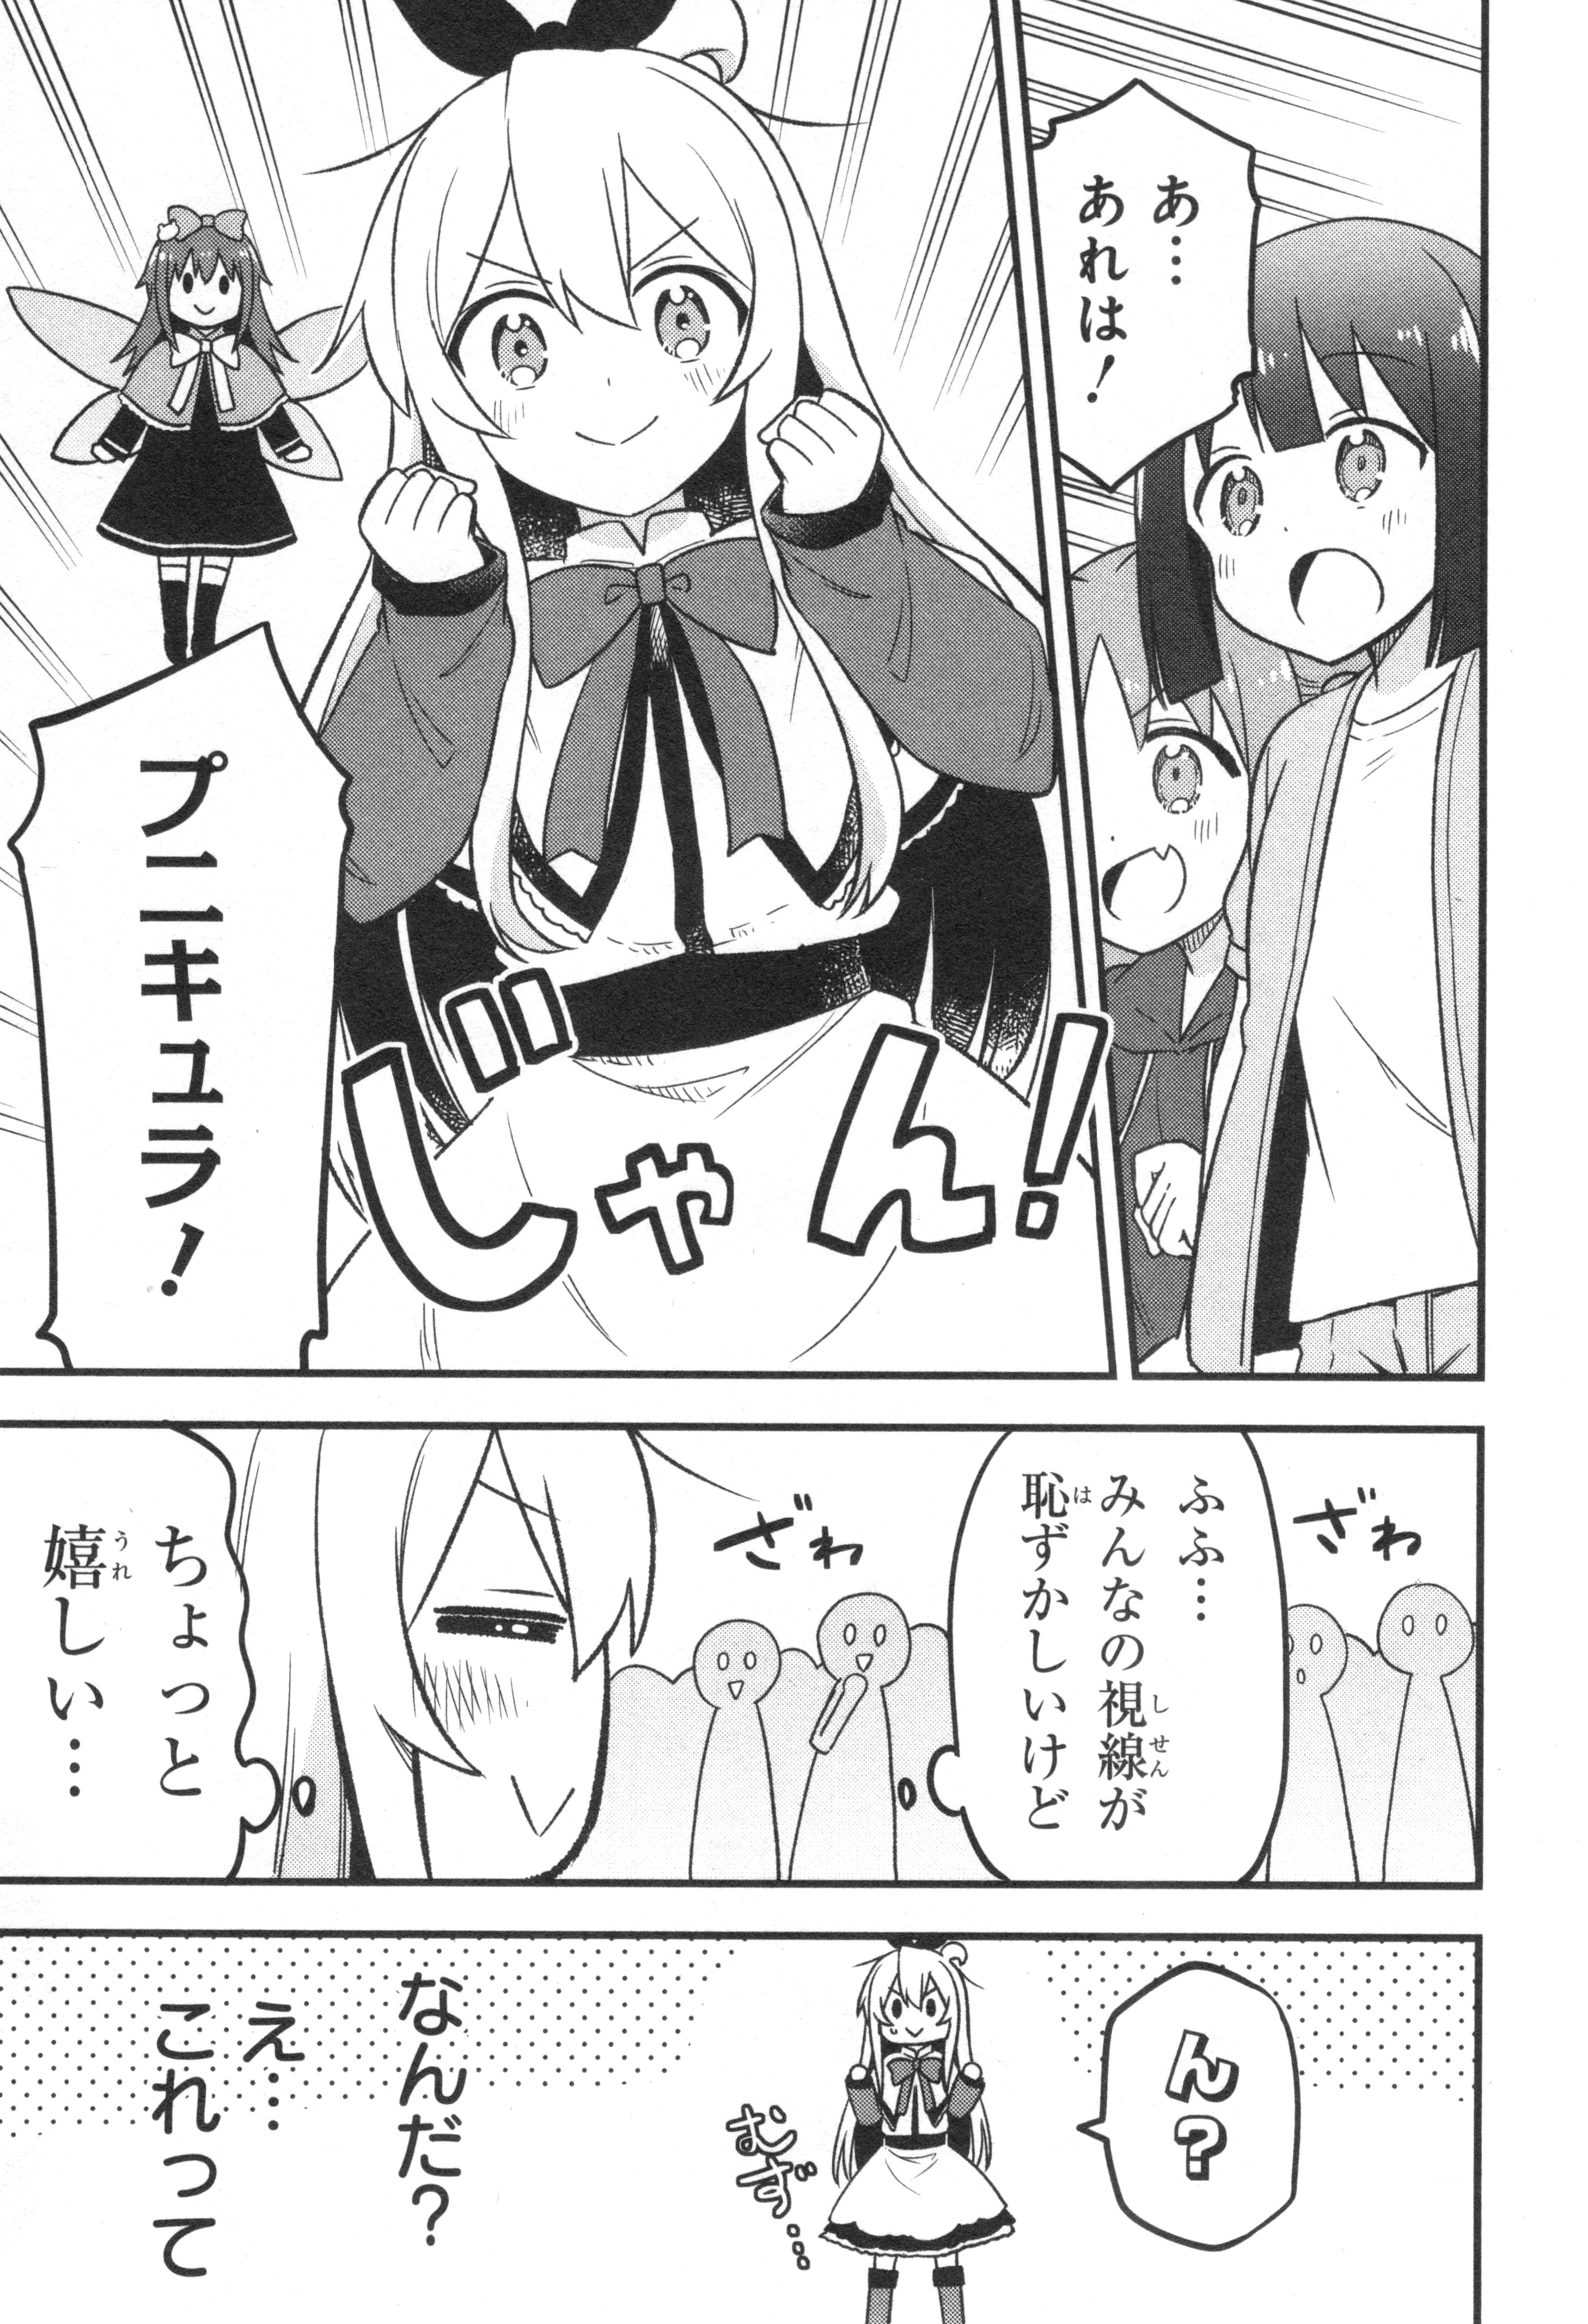 あ…
あれは！
プニキュラ！
じゃん！
ざわ
ふふ…
みんなの視線が
恥ずかしいけど
ざわ
ちょっと
嬉しい…
ん？
むず…
なんだ？
え…
これって